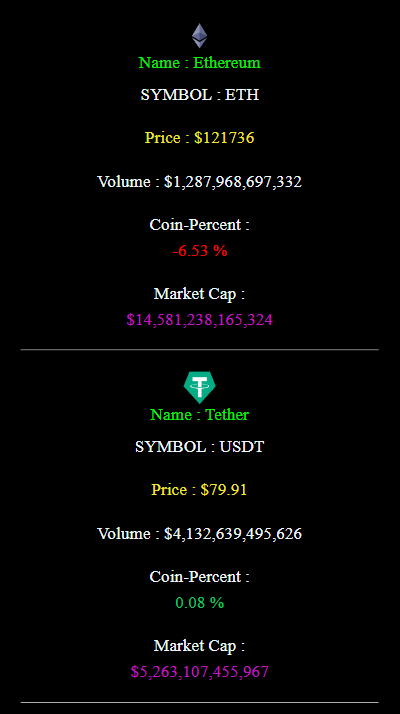 Name : Ethereum
SYMBOL : ETH
Price : $121736
Volume : $1,287,968,697,332
Coin-Percent :
-6.53 %
Market Cap :
$14,581,238,165,324
Name : Tether
SYMBOL : USDT
Price : $79.91
Volume : $4,132,639,495,626
Coin-Percent :
0.08 %
Market Cap :
$5,263,107,455,967